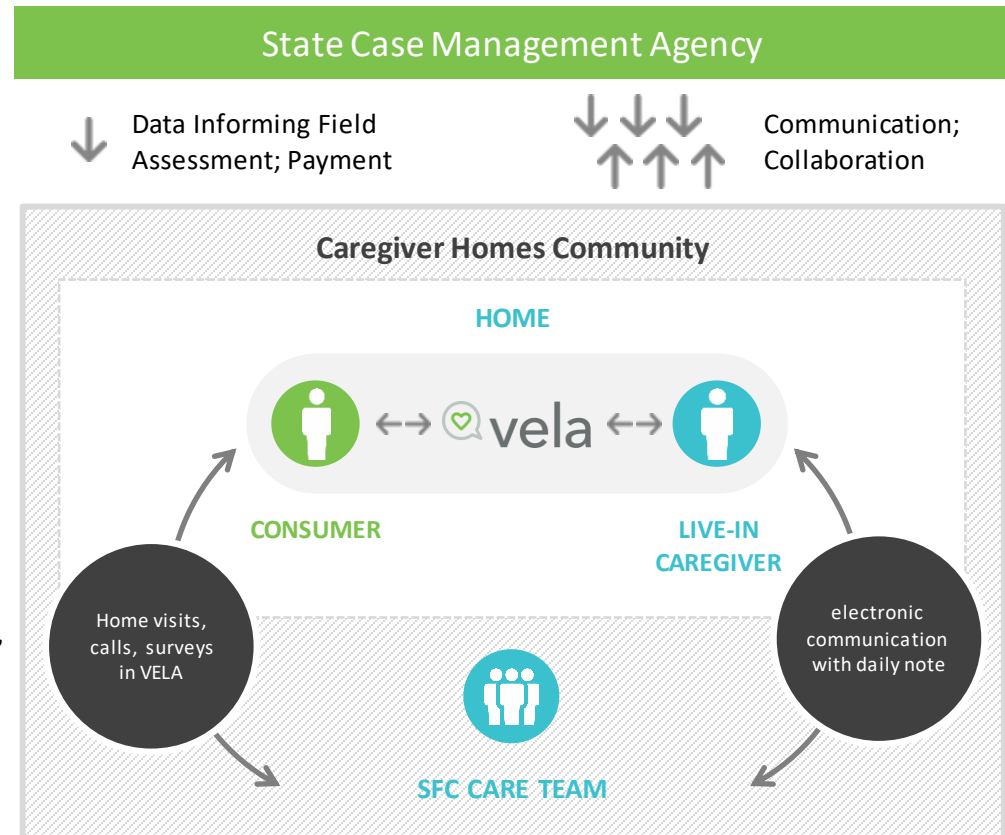 State Case Management Agency
Data Informing Field
Assessment; Payment
Communication;
Collaboration
Caregiver Homes Community
HOME
vela
CONSUMER
LIVE-IN
CAREGIVER
Home visits,
calls, surveys
in VELA
,
electronic
communication
with daily note
SFC CARE TEAM